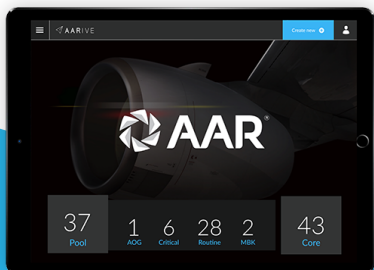 AARIVE
Create new
AAR®
37
Pool
1
AOG
6
Critical
28
Routine
2
MBK
43
Core